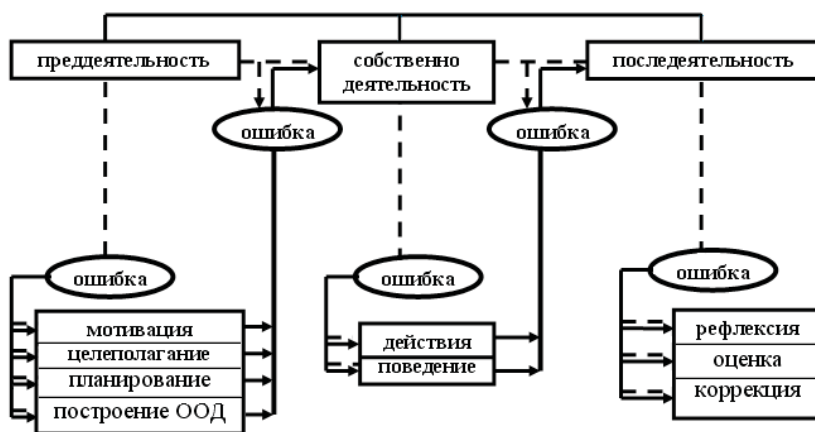 преддеятельность
собственно
деятельность
последеятельность
ошибка
ошибка
ошибка
ошибка
ошибка
мотивация
целеполагание
планирование
построение ООД
действия
поведение
рефлексия
оценка
коррекция